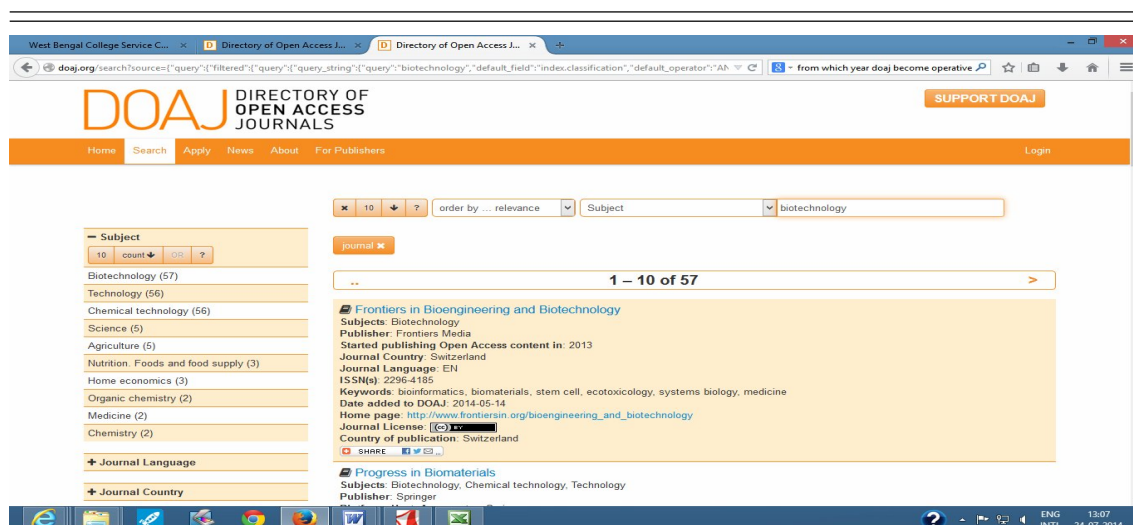 West Bengal College Service C... ×
Directory of Open Access J... ×
Directory of Open Access J... ×
doaj.org/search?source={"query":{"filtered":{"query":{"query_string":{"query":"biotechnology","default_field":"index.classification","default_operator":"AN
from which year doaj become operative
DOAJ DIRECTORY OF
OPEN ACCESS
JOURNALS
SUPPORT DOAJ
Home Search Apply News About For Publishers Login
10 ? order by ... relevance Subject biotechnology
− Subject
10 count OR ?
Biotechnology (57)
Technology (56)
Chemical technology (56)
Science (5)
Agriculture (5)
Nutrition. Foods and food supply (3)
Home economics (3)
Organic chemistry (2)
Medicine (2)
Chemistry (2)
+ Journal Language
+ Journal Country
journal ×
.. 1 – 10 of 57 >
Frontiers in Bioengineering and Biotechnology
Subjects: Biotechnology
Publisher: Frontiers Media
Started publishing Open Access content in: 2013
Journal Country: Switzerland
Journal Language: EN
ISSN(s): 2296-4185
Keywords: bioinformatics, biomaterials, stem cell, ecotoxicology, systems biology, medicine
Date added to DOAJ: 2014-05-14
Home page: http://www.frontiersin.org/bioengineering_and_biotechnology
Journal License: (cc) BY
Country of publication: Switzerland
SHARE ..
Progress in Biomaterials
Subjects: Biotechnology, Chemical technology, Technology
Publisher: Springer
ENG 13:07
INTL 24-07-2014